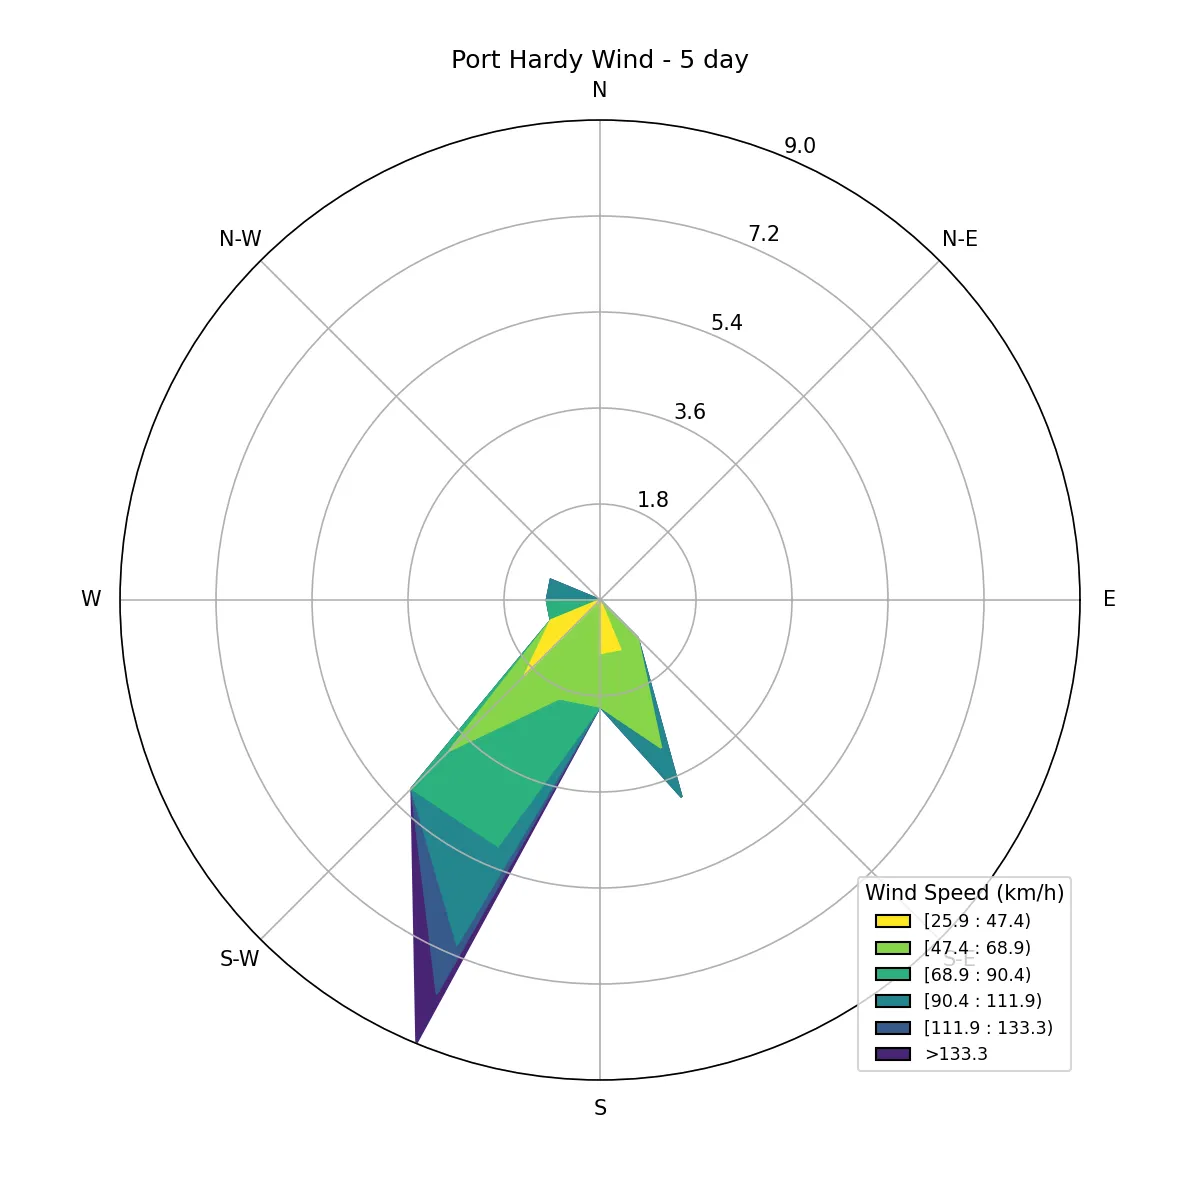 Port Hardy Wind - 5 day
N
9.0
N-W
N-E
7.2
5.4
3.6
1.8
W
E
S-W
S-E
Wind Speed (km/h)
[25.9 : 47.4)
[47.4 : 68.9)
[68.9 : 90.4)
[90.4 : 111.9)
[111.9 : 133.3)
>133.3
S